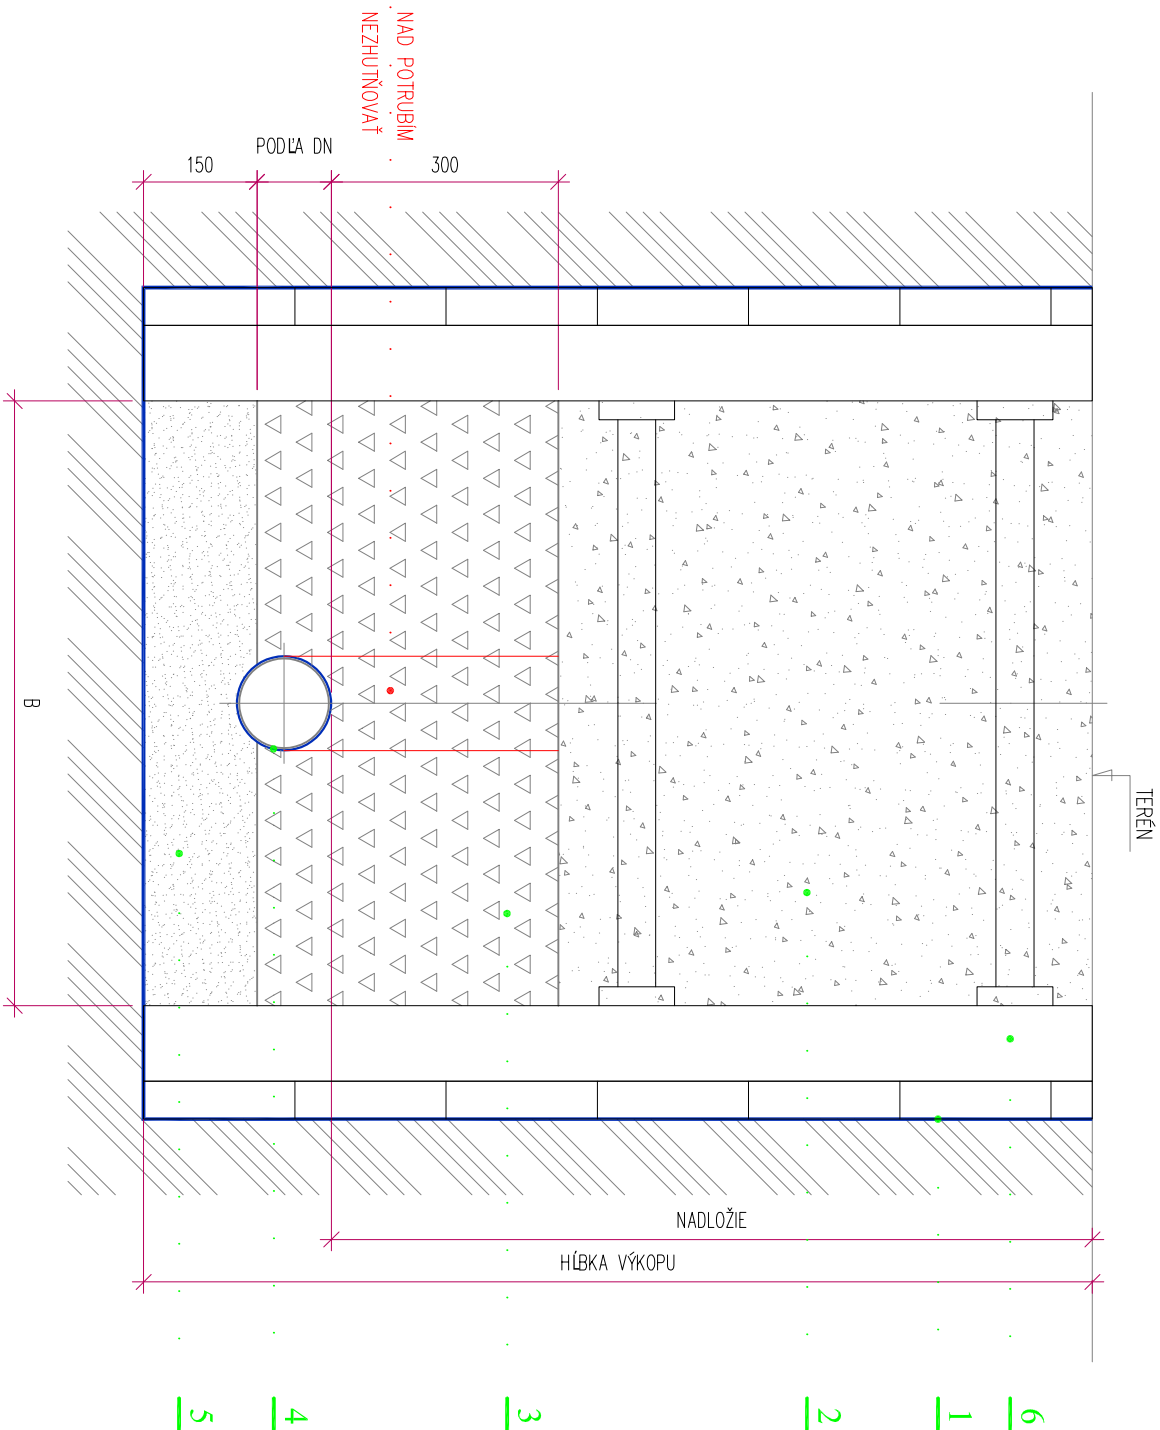 NAD POTRUBÍM
NEZHUTŇOVAŤ
150
PODĽA DN
300
B
TERÉN
NADLOŽIE
HĹBKA VÝKOPU
5
4
3
2
1
6